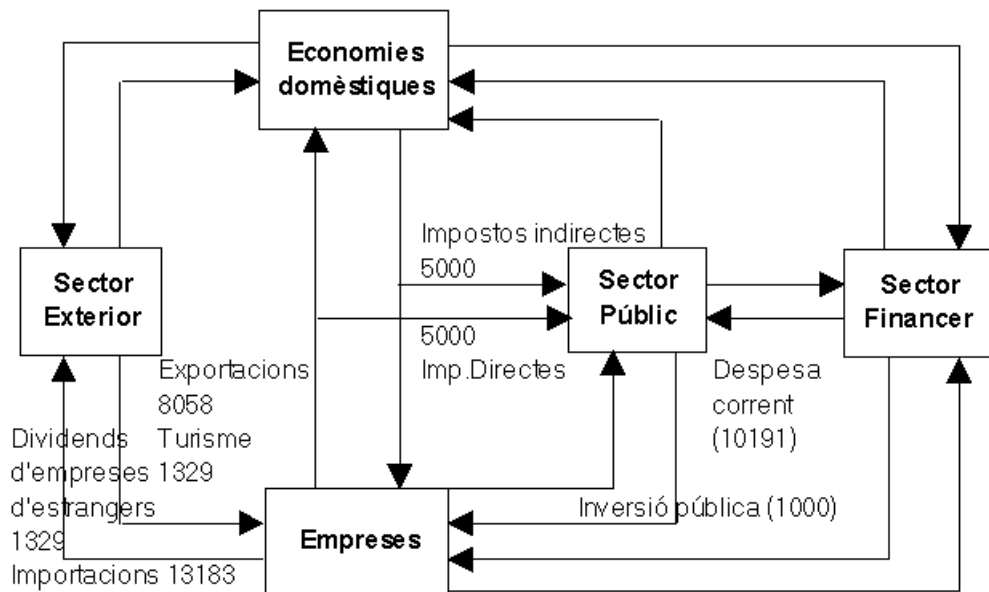 Economies
domèstiques
Impostos indirectes
5000
Sector
Exterior
Sector
Públic
Sector
Financer
5000
Imp.Directes
Exportacions
8058
Turisme
1329
Dividends
d'empreses
d'estrangers
1329
Importacions 13183
Despesa
corrent
(10191)
Inversió pública (1000)
Empreses